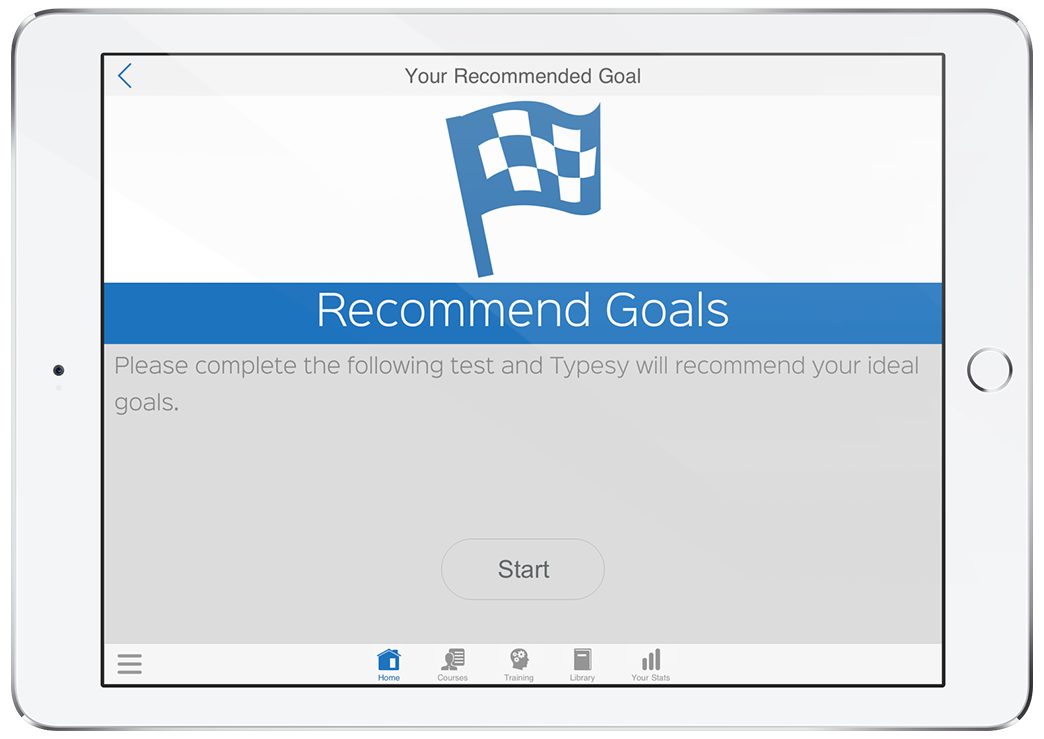 Your Recommended Goal
Recommend Goals
Please complete the following test and Typesy will recommend your ideal
goals.
Start
Home
Courses
Training
Library
Your Stats